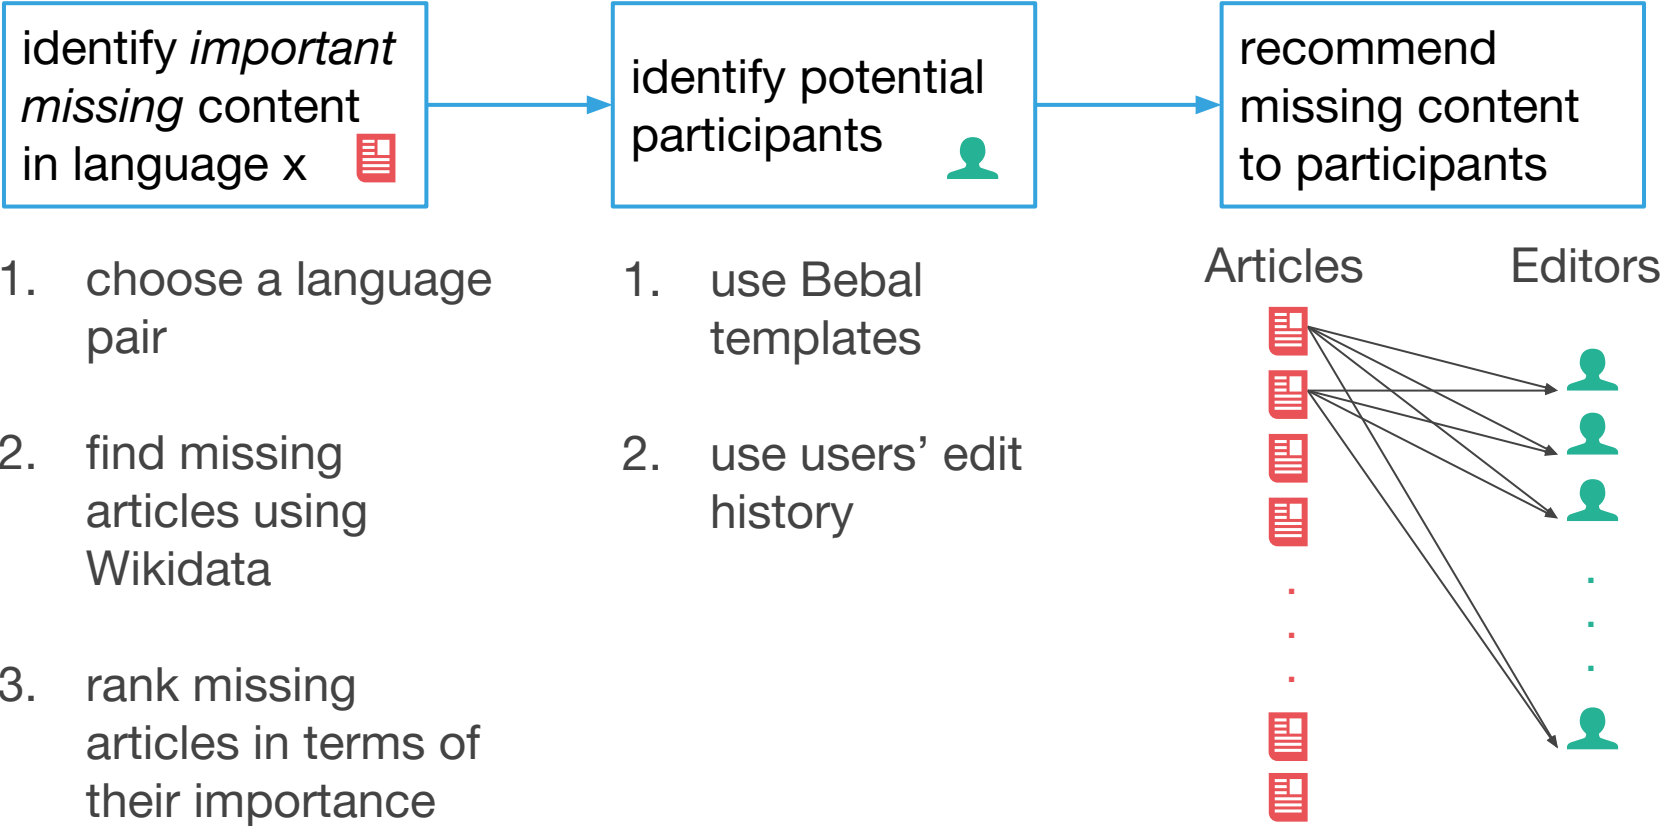 identify important
missing content
in language x
identify potential
participants
recommend
missing content
to participants
1. choose a language
pair
2. find missing
articles using
Wikidata
3. rank missing
articles in terms of
their importance
1. use Bebal
templates
2. use users’ edit
history
Articles Editors